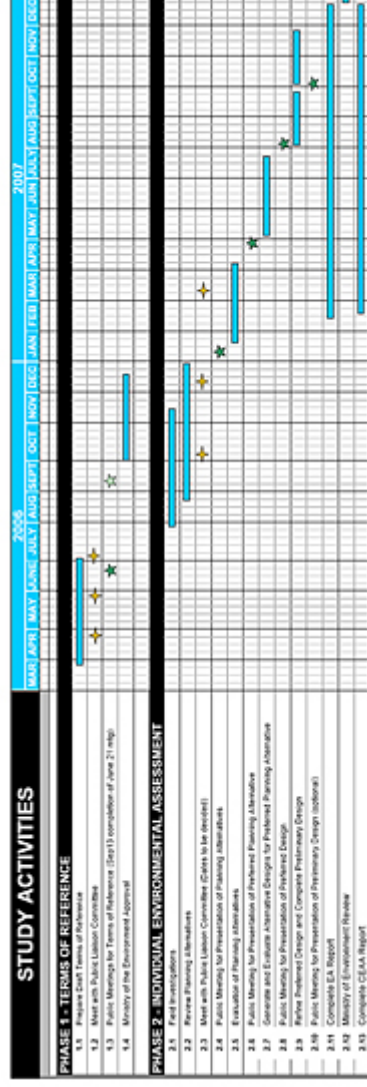 STUDY ACTIVITIES
2006
2007
MAR APR MAY JUNE JULY AUG SEPT OCT NOV DEC JAN FEB MAR APR MAY JUN JULY AUG SEPT OCT NOV DEC
PHASE 1 - TERMS OF REFERENCE
1.1 Prepare Draft Terms of Reference
1.2 Meet with Public Liaison Committee
1.3 Public Meetings for Terms of Reference (Sept13 completion of June 21 mtg)
1.4 Ministry of the Environment Approval
PHASE 2 - INDIVIDUAL ENVIRONMENTAL ASSESSMENT
2.1 Field Investigations
2.2 Review Planning Alternatives
2.3 Meet with Public Liaison Committee (Dates to be decided)
2.4 Public Meeting for Presentation of Planning Alternatives
2.5 Evaluation of Planning Alternatives
2.6 Public Meeting for Presentation of Preferred Planning Alternative
2.7 Generate and Evaluate Alternative Designs for Preferred Planning Alternative
2.8 Public Meeting for Presentation of Preferred Design
2.9 Refine Preferred Design and Complete Preliminary Design
2.10 Public Meeting for Presentation of Preliminary Design (optional)
2.11 Complete EA Report
2.12 Ministry of Environment Review
2.13 Complete CEAA Report